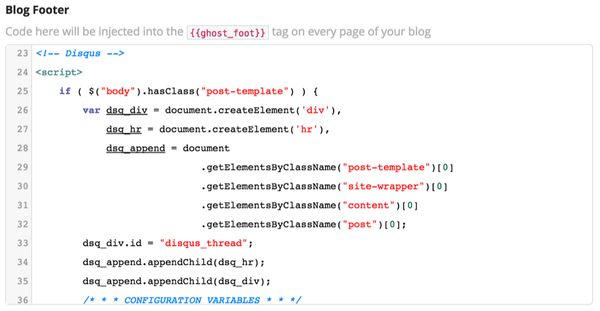 Blog Footer
Code here will be injected into the {{ghost_foot}} tag on every page of your blog
23 <!-- Disqus -->
24 <script>
25 if ( $("body").hasClass("post-template") ) {
26 var dsq_div = document.createElement('div'),
27 dsq_hr = document.createElement('hr'),
28 dsq_append = document
29 .getElementsByClassName("post-template")[0]
30 .getElementsByClassName("site-wrapper")[0]
31 .getElementsByClassName("content")[0]
32 .getElementsByClassName("post")[0];
33 dsq_div.id = "disqus_thread";
34 dsq_append.appendChild(dsq_hr);
35 dsq_append.appendChild(dsq_div);
36 /* * * CONFIGURATION VARIABLES * * */